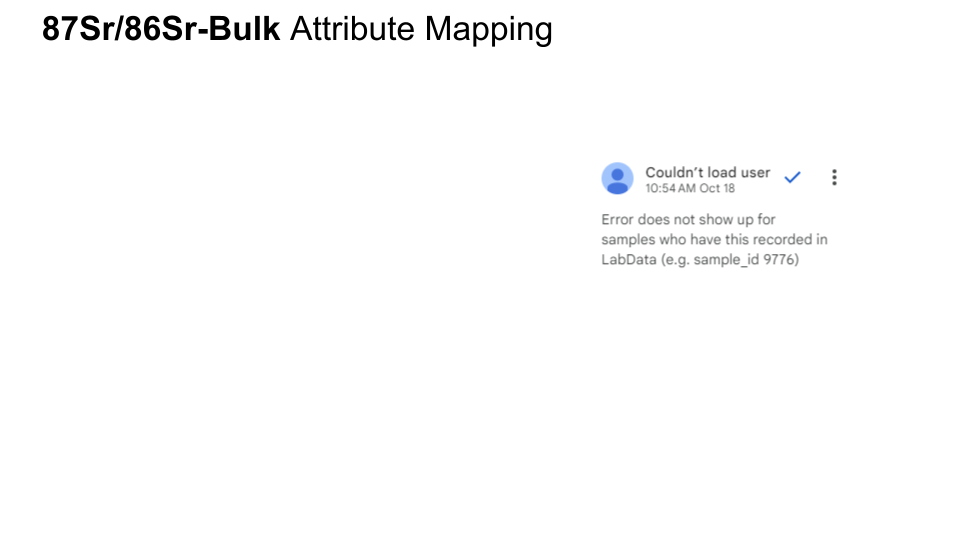 87Sr/86Sr-Bulk Attribute Mapping
Couldn't load user
10:54 AM Oct 18
Error does not show up for
samples who have this recorded in
LabData (e.g. sample_id 9776)